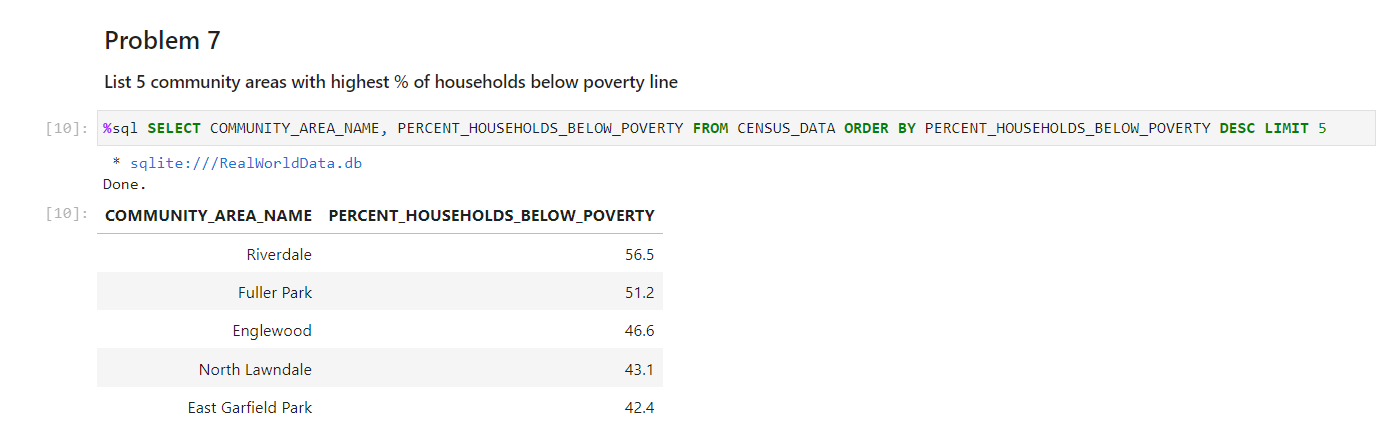 Problem 7
List 5 community areas with highest % of households below poverty line
[10]: %sql SELECT COMMUNITY_AREA_NAME, PERCENT_HOUSEHOLDS_BELOW_POVERTY FROM CENSUS_DATA ORDER BY PERCENT_HOUSEHOLDS_BELOW_POVERTY DESC LIMIT 5
* sqlite:///RealWorldData.db
Done.
[10]: COMMUNITY_AREA_NAME PERCENT_HOUSEHOLDS_BELOW_POVERTY
Riverdale 56.5
Fuller Park 51.2
Englewood 46.6
North Lawndale 43.1
East Garfield Park 42.4